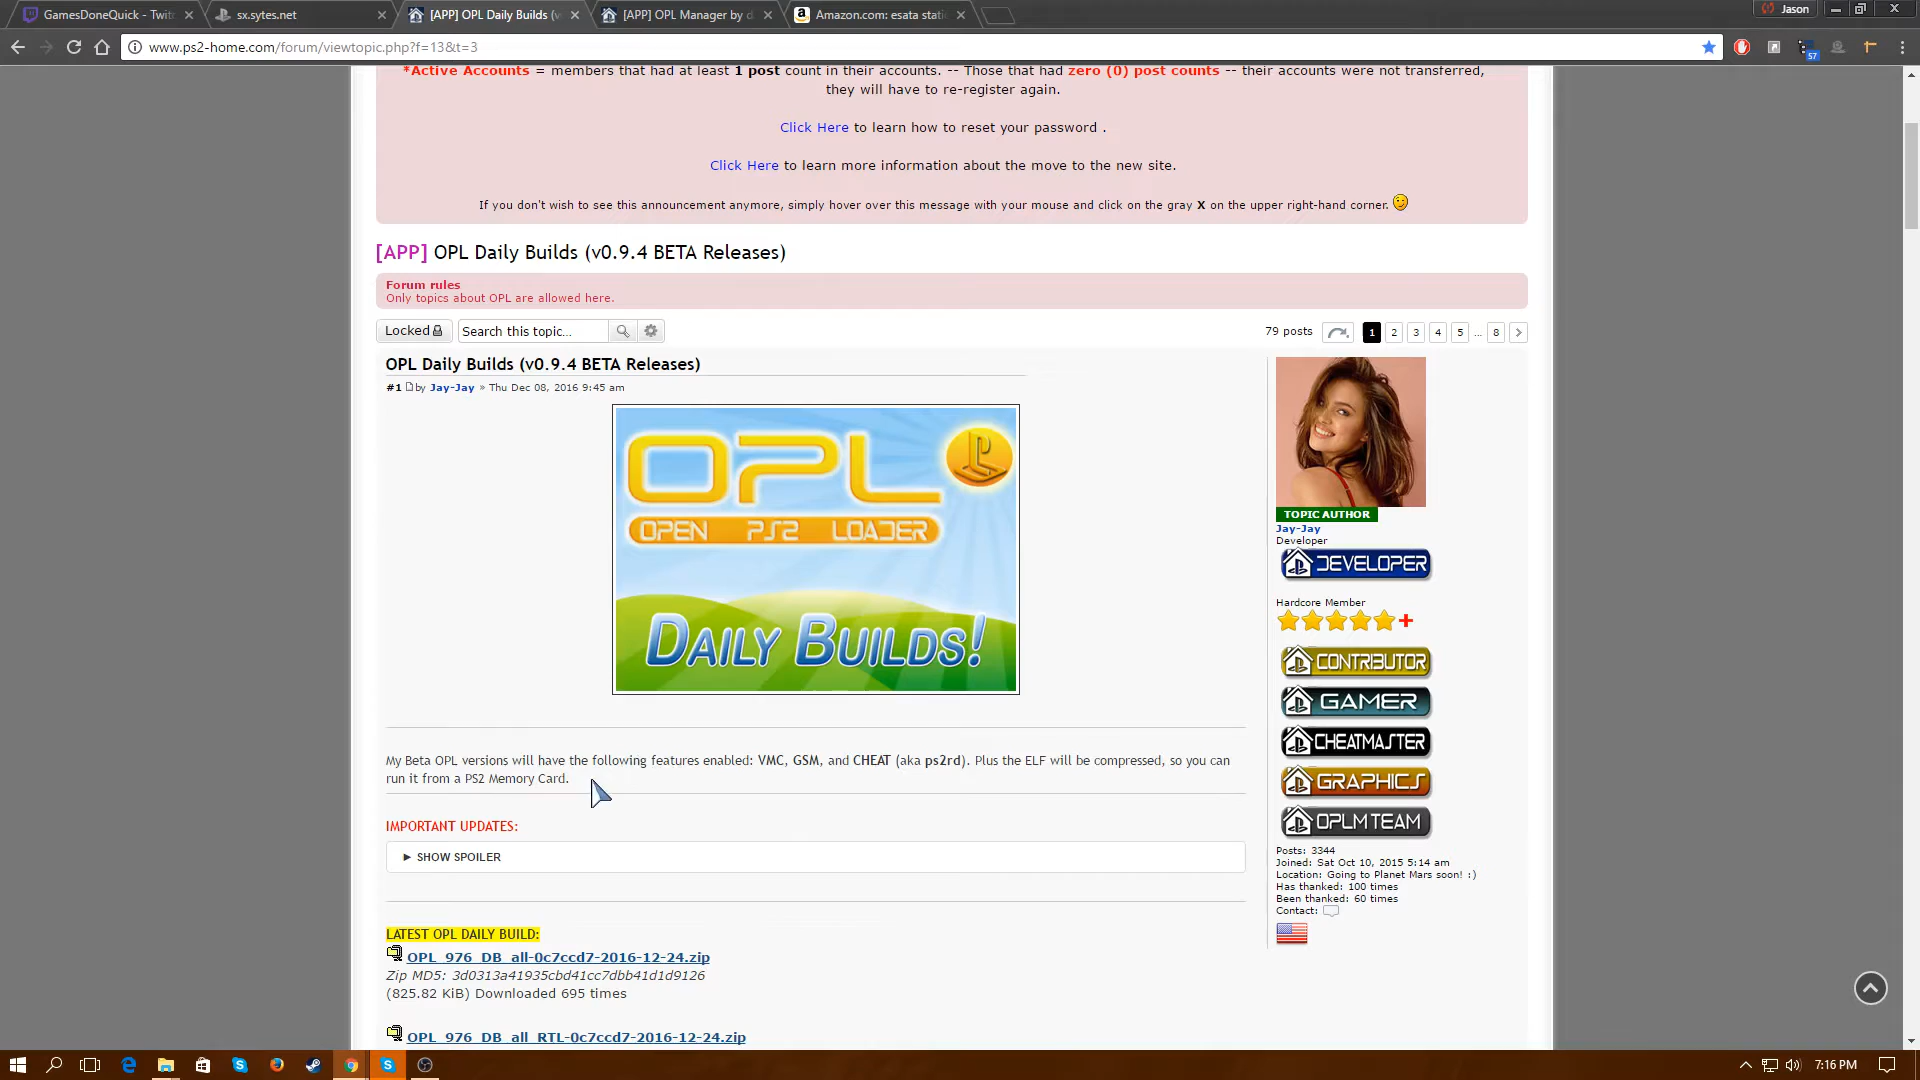 GamesDoneQuick - Twitc
sx.sytes.net
[APP] OPL Daily Builds (v
[APP] OPL Manager by d
Amazon.com: esata stati
Jason
www.ps2-home.com/forum/viewtopic.php?f=13&t=3
57
*Active Accounts = members that had at least 1 post count in their accounts. -- Those that had zero (0) post counts -- their accounts were not transferred,
they will have to re-register again.
Click Here to learn how to reset your password .
Click Here to learn more information about the move to the new site.
If you don't wish to see this announcement anymore, simply hover over this message with your mouse and click on the gray X on the upper right-hand corner.
[APP] OPL Daily Builds (v0.9.4 BETA Releases)
Forum rules
Only topics about OPL are allowed here.
Locked
Search this topic...
79 posts
1 2 3 4 5 ... 8
OPL Daily Builds (v0.9.4 BETA Releases)
#1 by Jay-Jay » Thu Dec 08, 2016 9:45 am
OPL
OPEN PS2 LOADER
DAILY BUILDS!
My Beta OPL versions will have the following features enabled: VMC, GSM, and CHEAT (aka ps2rd). Plus the ELF will be compressed, so you can
run it from a PS2 Memory Card.
IMPORTANT UPDATES:
► SHOW SPOILER
LATEST OPL DAILY BUILD:
OPL_976_DB_all-0c7ccd7-2016-12-24.zip
Zip MD5: 3d0313a41935cbd41cc7dbb41d1d9126
(825.82 KiB) Downloaded 695 times
OPL_976_DB_all_RTL-0c7ccd7-2016-12-24.zip
TOPIC AUTHOR
Jay-Jay
Developer
DEVELOPER
Hardcore Member
CONTRIBUTOR
GAMER
CHEATMASTER
GRAPHICS
OPLM TEAM
Posts: 3344
Joined: Sat Oct 10, 2015 5:14 am
Location: Going to Planet Mars soon! :)
Has thanked: 100 times
Been thanked: 60 times
Contact:
7:16 PM